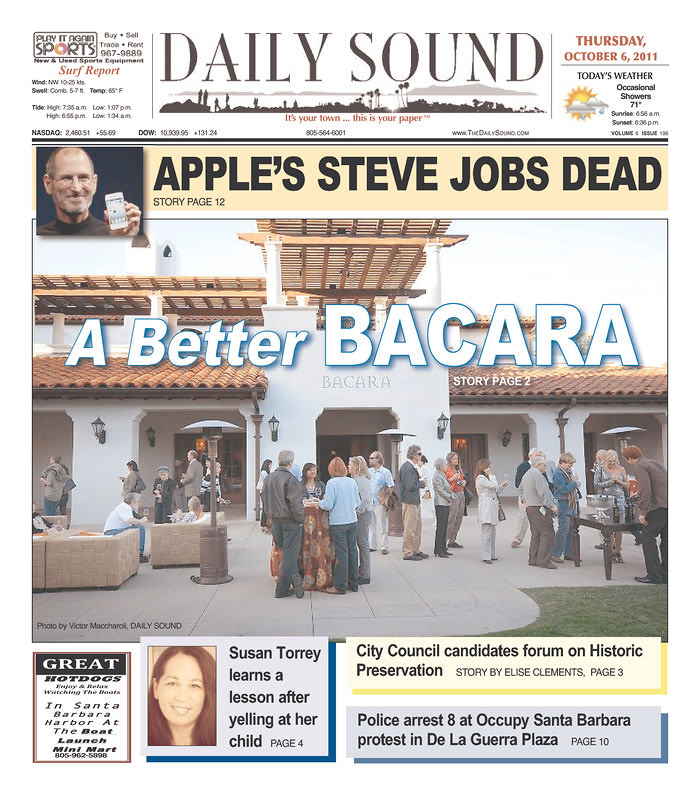 PLAY IT AGAIN
SPORTS
Buy • Sell
Trade • Rent
967-9889
New & Used Sports Equipment
Surf Report
Wind: NW 10-25 kts.
Swell: Comb. 5-7 ft. Temp: 65° F
Tide: High: 7:35 a.m. Low: 1:07 p.m.
High: 6:55 p.m. Low: 1:34 a.m.
DAILY SOUND
It's your town ... this is your paper™
THURSDAY,
OCTOBER 6, 2011
TODAY'S WEATHER
Occasional
Showers
71°
Sunrise: 6:56 a.m.
Sunset: 6:36 p.m.
NASDAQ: 2,460.51 +55.69 DOW: 10,939.95 +131.24 805-564-6001 www.TheDailySound.com VOLUME 6 ISSUE 196
APPLE'S STEVE JOBS DEAD
STORY PAGE 12
A Better BACARA
BACARA
STORY PAGE 2
Photo by Victor Maccharoli, DAILY SOUND
GREAT
HOTDOGS
Enjoy & Relax
Watching The Boats
In Santa
Barbara
Harbor At
The Boat
Launch
Mini Mart
805-962-5898
Susan Torrey
learns a
lesson after
yelling at her
child PAGE 4
City Council candidates forum on Historic
Preservation STORY BY ELISE CLEMENTS, PAGE 3
Police arrest 8 at Occupy Santa Barbara
protest in De La Guerra Plaza PAGE 10